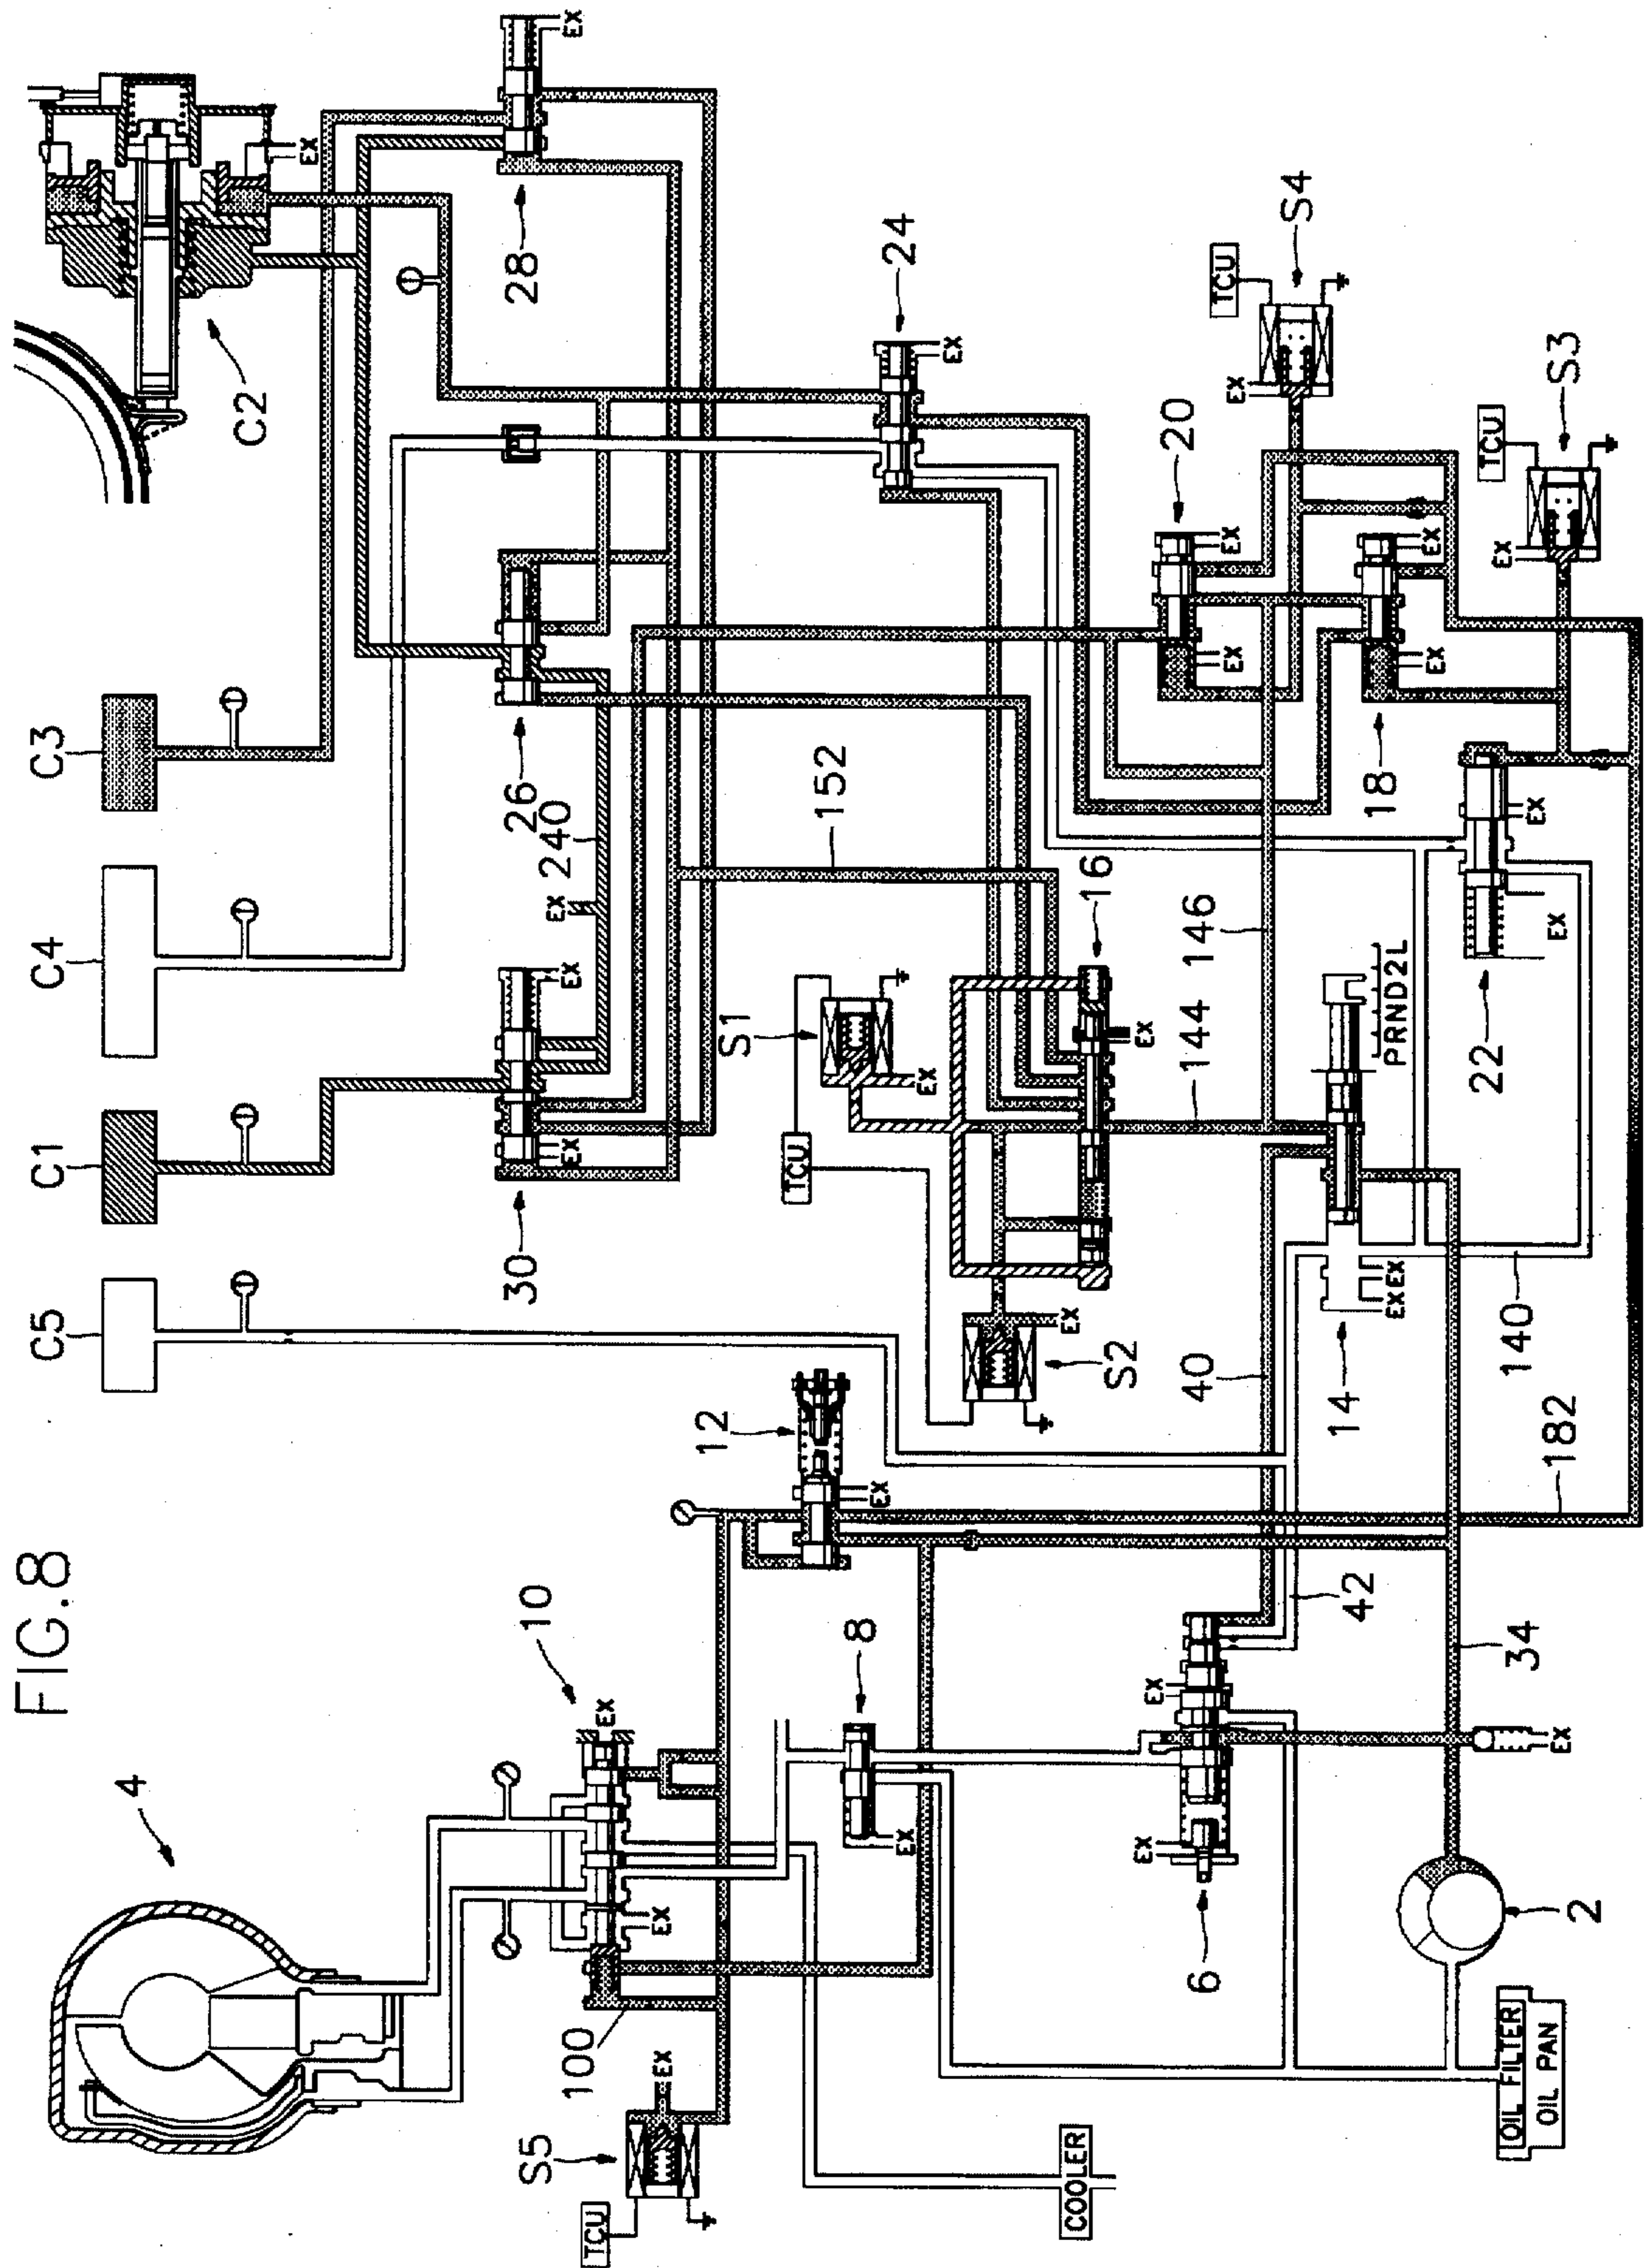 FIG.8
4
10
100
S5
TCU
EX
EX
EX
COOLER
8
EX
6
EX
EX
2
34
42
EX
OIL FILTER
OIL PAN
C5
C1
C4
C3
C2
EX
12
EX
182
30
EX
EX
240
EX
26
28
EX
24
EX
152
S1
EX
TCU
S2
EX
16
EX
144
146
40
14
EX
EX
140
PRND2L
22
EX
EX
18
EX
EX
20
EX
EX
S4
TCU
EX
S3
TCU
EX